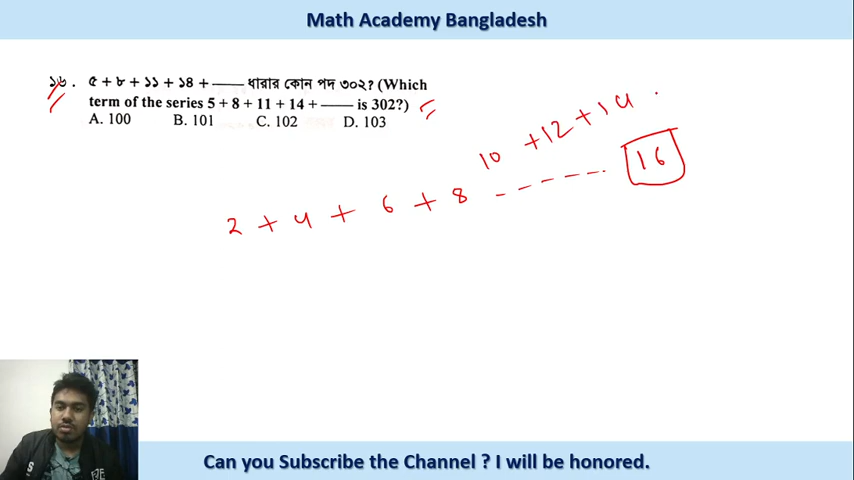 Math Academy Bangladesh
১৬. ৫ + ৮ + ১১ + ১৪ + —— ধারার কোন পদ ৩০২? (Which
term of the series 5 + 8 + 11 + 14 + —— is 302?)
A. 100 B. 101 C. 102 D. 103
10 +12 +14
2 + 4 + 6 + 8 ------- 16
Can you Subscribe the Channel ? I will be honored.